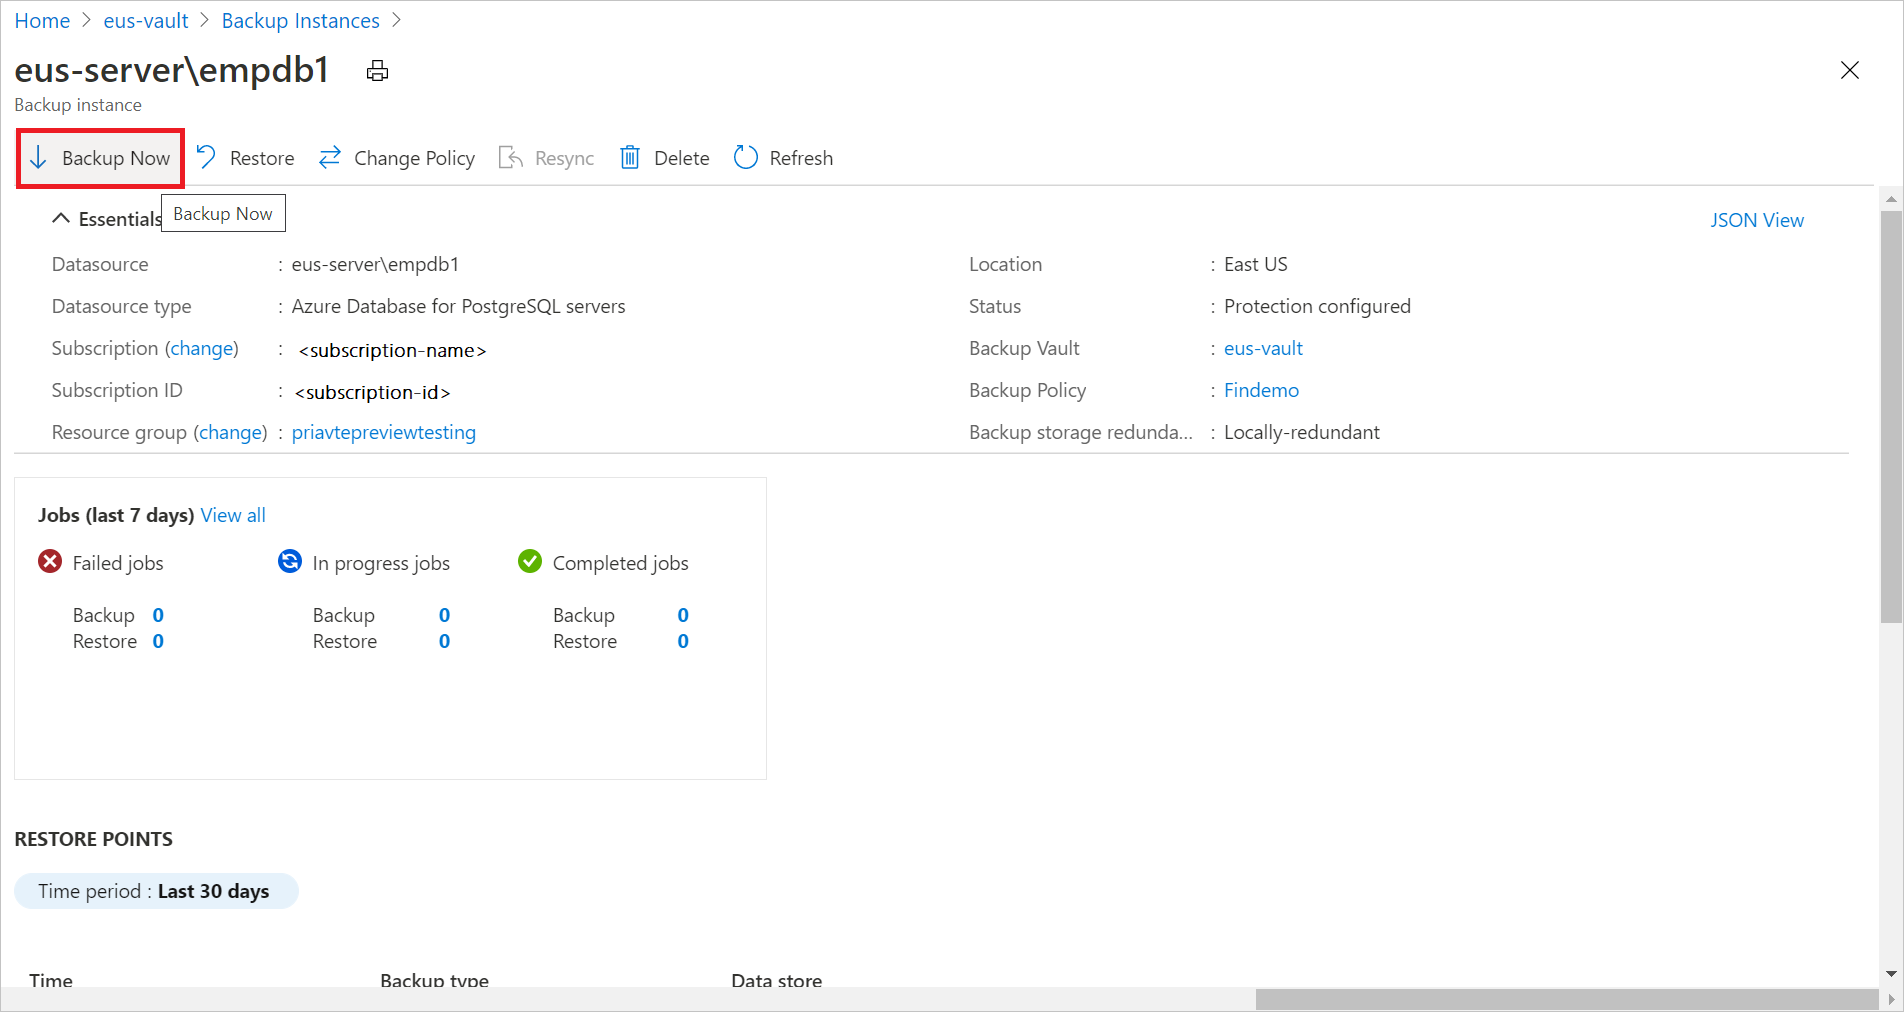 Home > eus-vault > Backup Instances >
eus-server\empdb1
Backup instance
Backup Now Restore Change Policy Resync Delete Refresh
Backup Now
Essentials JSON View
Datasource : eus-server\empdb1 Location : East US
Datasource type : Azure Database for PostgreSQL servers Status : Protection configured
Subscription (change) : <subscription-name> Backup Vault : eus-vault
Subscription ID : <subscription-id> Backup Policy : Findemo
Resource group (change) : priavtepreviewtesting Backup storage redunda... : Locally-redundant
Jobs (last 7 days) View all
Failed jobs In progress jobs Completed jobs
Backup 0 Backup 0 Backup 0
Restore 0 Restore 0 Restore 0
RESTORE POINTS
Time period : Last 30 days
Time Backup type Data store